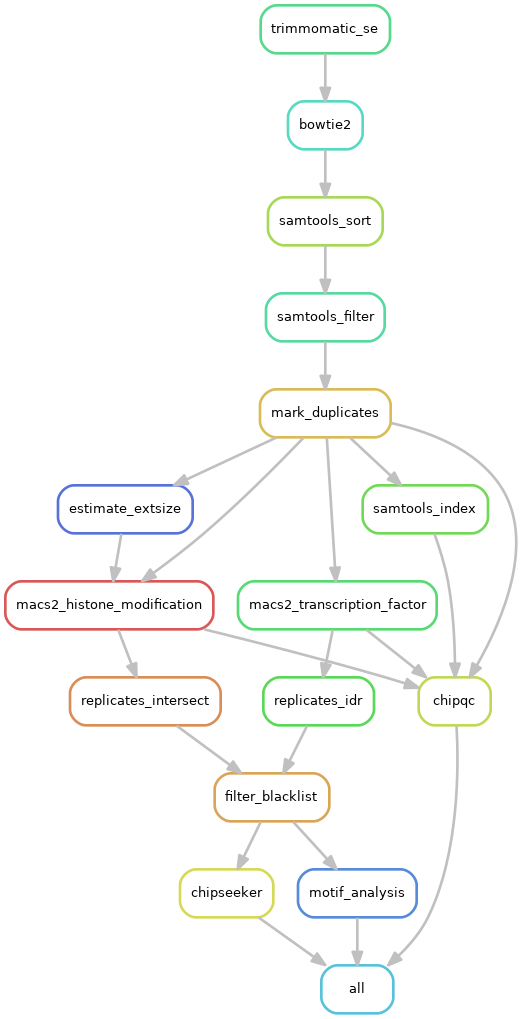 trimmomatic_se
bowtie2
samtools_sort
samtools_filter
mark_duplicates
estimate_extsize
samtools_index
macs2_histone_modification
macs2_transcription_factor
replicates_intersect
replicates_idr
chipqc
filter_blacklist
chipseeker
motif_analysis
all